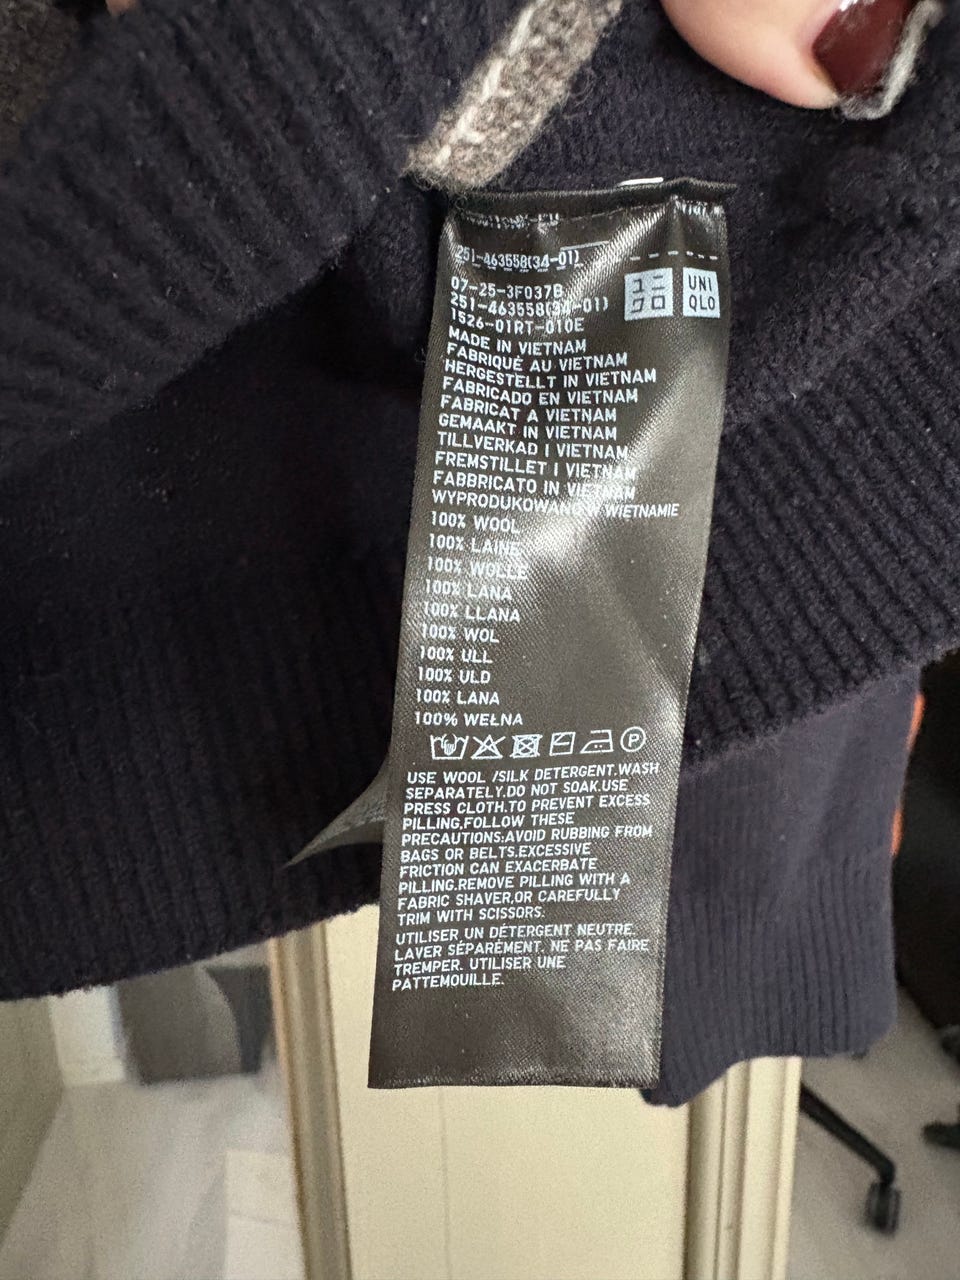 251-463558(34-01)
07-25-3F037B
251-463558(34-01)
1526-01RT-010E
ユニ
クロ
UNI
QLO
MADE IN VIETNAM
FABRIQUÉ AU VIETNAM
HERGESTELLT IN VIETNAM
FABRICADO EN VIETNAM
FABRICAT A VIETNAM
GEMAAKT IN VIETNAM
TILLVERKAD I VIETNAM
FREMSTILLET I VIETNAM
FABBRICATO IN VIETNAM
WYPRODUKOWANO W WIETNAMIE
100% WOOL
100% LAINE
100% WOLLE
100% LANA
100% LLANA
100% WOL
100% ULL
100% ULD
100% LANA
100% WEŁNA
P
USE WOOL /SILK DETERGENT.WASH
SEPARATELY.DO NOT SOAK.USE
PRESS CLOTH.TO PREVENT EXCESS
PILLING,FOLLOW THESE
PRECAUTIONS:AVOID RUBBING FROM
BAGS OR BELTS.EXCESSIVE
FRICTION CAN EXACERBATE
PILLING.REMOVE PILLING WITH A
FABRIC SHAVER,OR CAREFULLY
TRIM WITH SCISSORS.
UTILISER UN DÉTERGENT NEUTRE.
LAVER SÉPARÉMENT. NE PAS FAIRE
TREMPER. UTILISER UNE
PATTEMOUILLE.